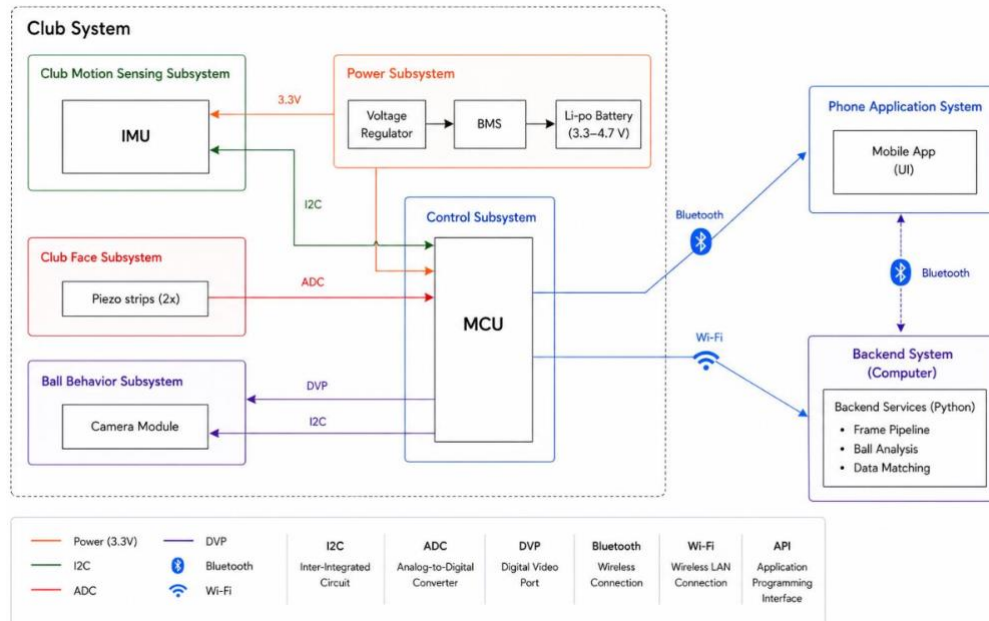 Club System
Club Motion Sensing Subsystem
IMU
3.3V
Power Subsystem
Voltage
Regulator
BMS
Li-po Battery
(3.3–4.7 V)
I2C
Club Face Subsystem
Piezo strips (2x)
ADC
Control Subsystem
MCU
Ball Behavior Subsystem
Camera Module
DVP
I2C
Bluetooth
Wi-Fi
Phone Application System
Mobile App
(UI)
Bluetooth
Backend System
(Computer)
Backend Services (Python)
• Frame Pipeline
• Ball Analysis
• Data Matching
Power (3.3V)
I2C
ADC
DVP
Bluetooth
Wi-Fi
I2C
Inter-Integrated
Circuit
ADC
Analog-to-Digital
Converter
DVP
Digital Video
Port
Bluetooth
Wireless
Connection
Wi-Fi
Wireless LAN
Connection
API
Application
Programming
Interface